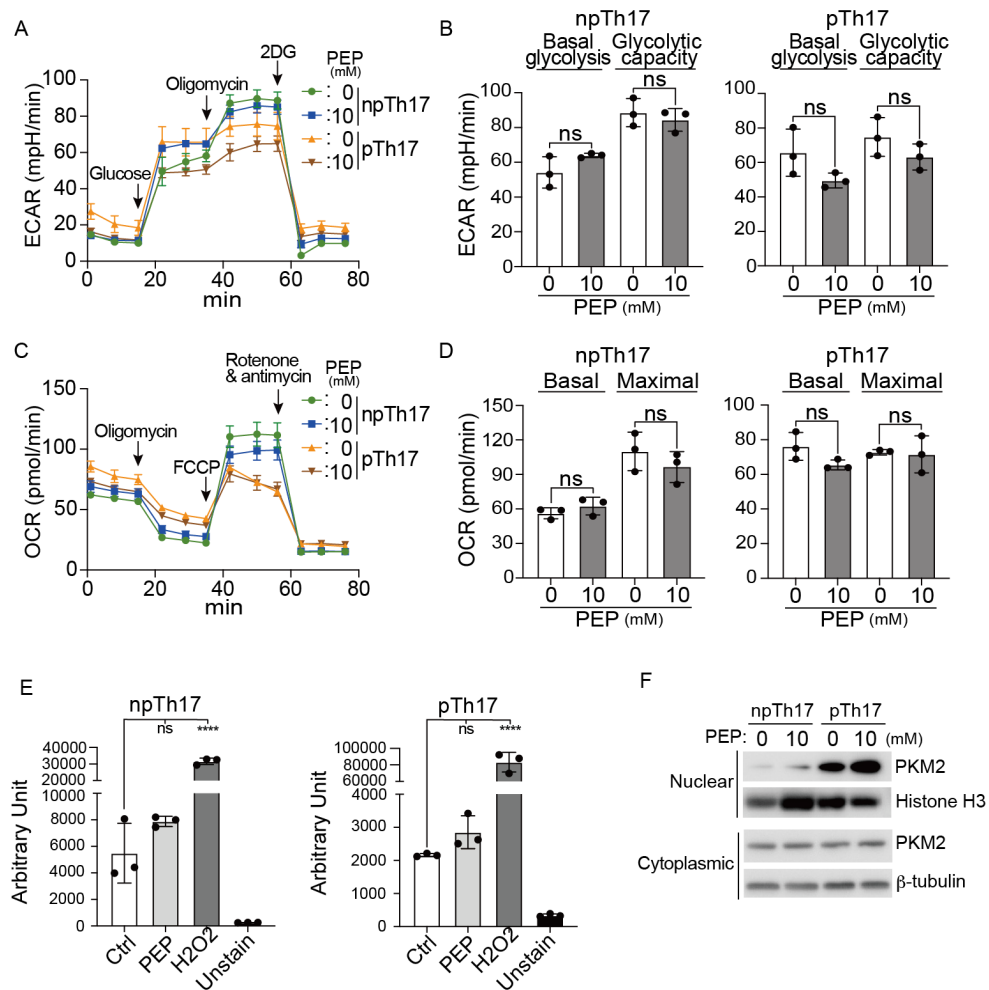 A
ECAR (mpH/min)
100
80
60
40
20
0
0 20 40 60 80
min
Glucose
Oligomycin
2DG
PEP
(mM)
: 0
:10
npTh17
: 0
:10
pTh17
B
npTh17
Basal glycolysis
Glycolytic capacity
ECAR (mpH/min)
120
100
80
60
40
20
0
ns
ns
0 10 0 10
PEP (mM)
pTh17
Basal glycolysis
Glycolytic capacity
100
80
60
40
20
0
ns
ns
0 10 0 10
PEP (mM)
C
OCR (pmol/min)
150
100
50
0
0 20 40 60 80
min
Oligomycin
FCCP
Rotenone
& antimycin
PEP
(mM)
: 0
:10
npTh17
: 0
:10
pTh17
D
npTh17
Basal Maximal
OCR (pmol/min)
150
120
90
60
30
0
ns
ns
0 10 0 10
PEP (mM)
pTh17
Basal Maximal
100
80
60
40
20
0
ns
ns
0 10 0 10
PEP (mM)
E
npTh17
ns ****
Arbitrary Unit
40000
30000
20000
10000
8000
6000
4000
2000
0
Ctrl PEP H2O2 Unstain
pTh17
ns ****
Arbitrary Unit
100000
80000
60000
40000
4000
3000
2000
1000
0
Ctrl PEP H2O2 Unstain
F
npTh17 pTh17
PEP: 0 10 0 10 (mM)
Nuclear
PKM2
Histone H3
Cytoplasmic
PKM2
β-tubulin